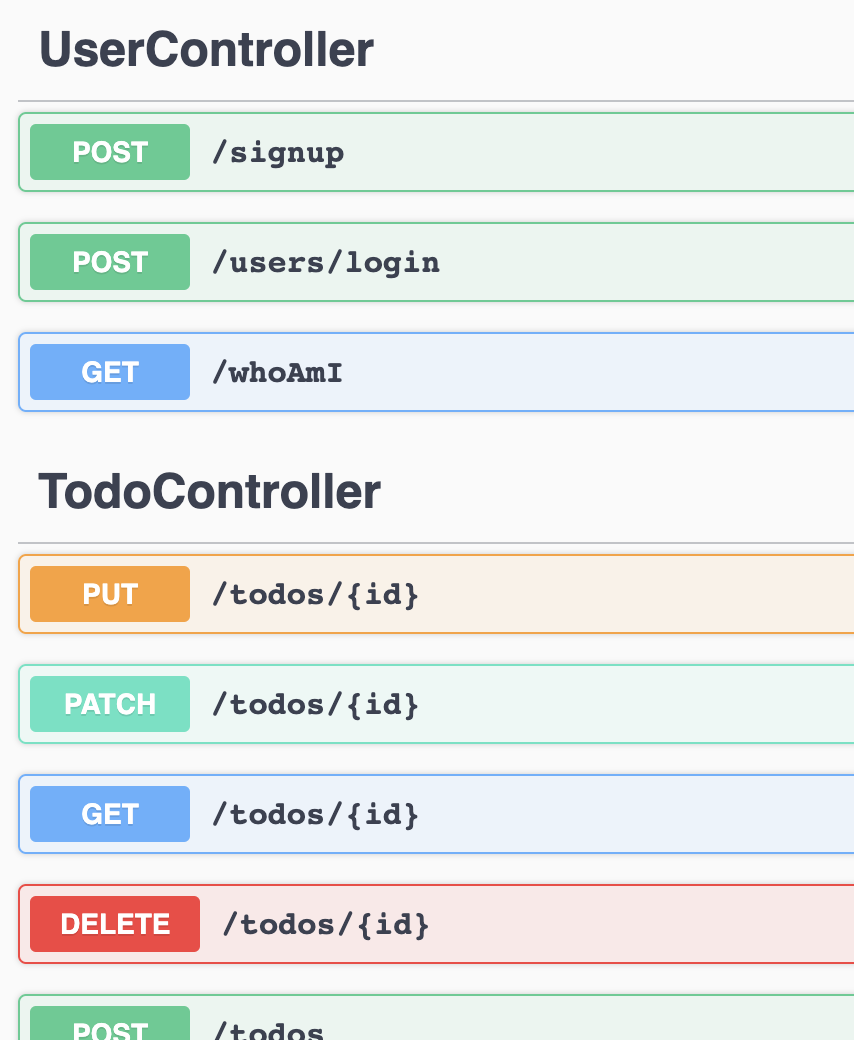 UserController
POST /signup
POST /users/login
GET /whoAmI
TodoController
PUT /todos/{id}
PATCH /todos/{id}
GET /todos/{id}
DELETE /todos/{id}
POST /todos